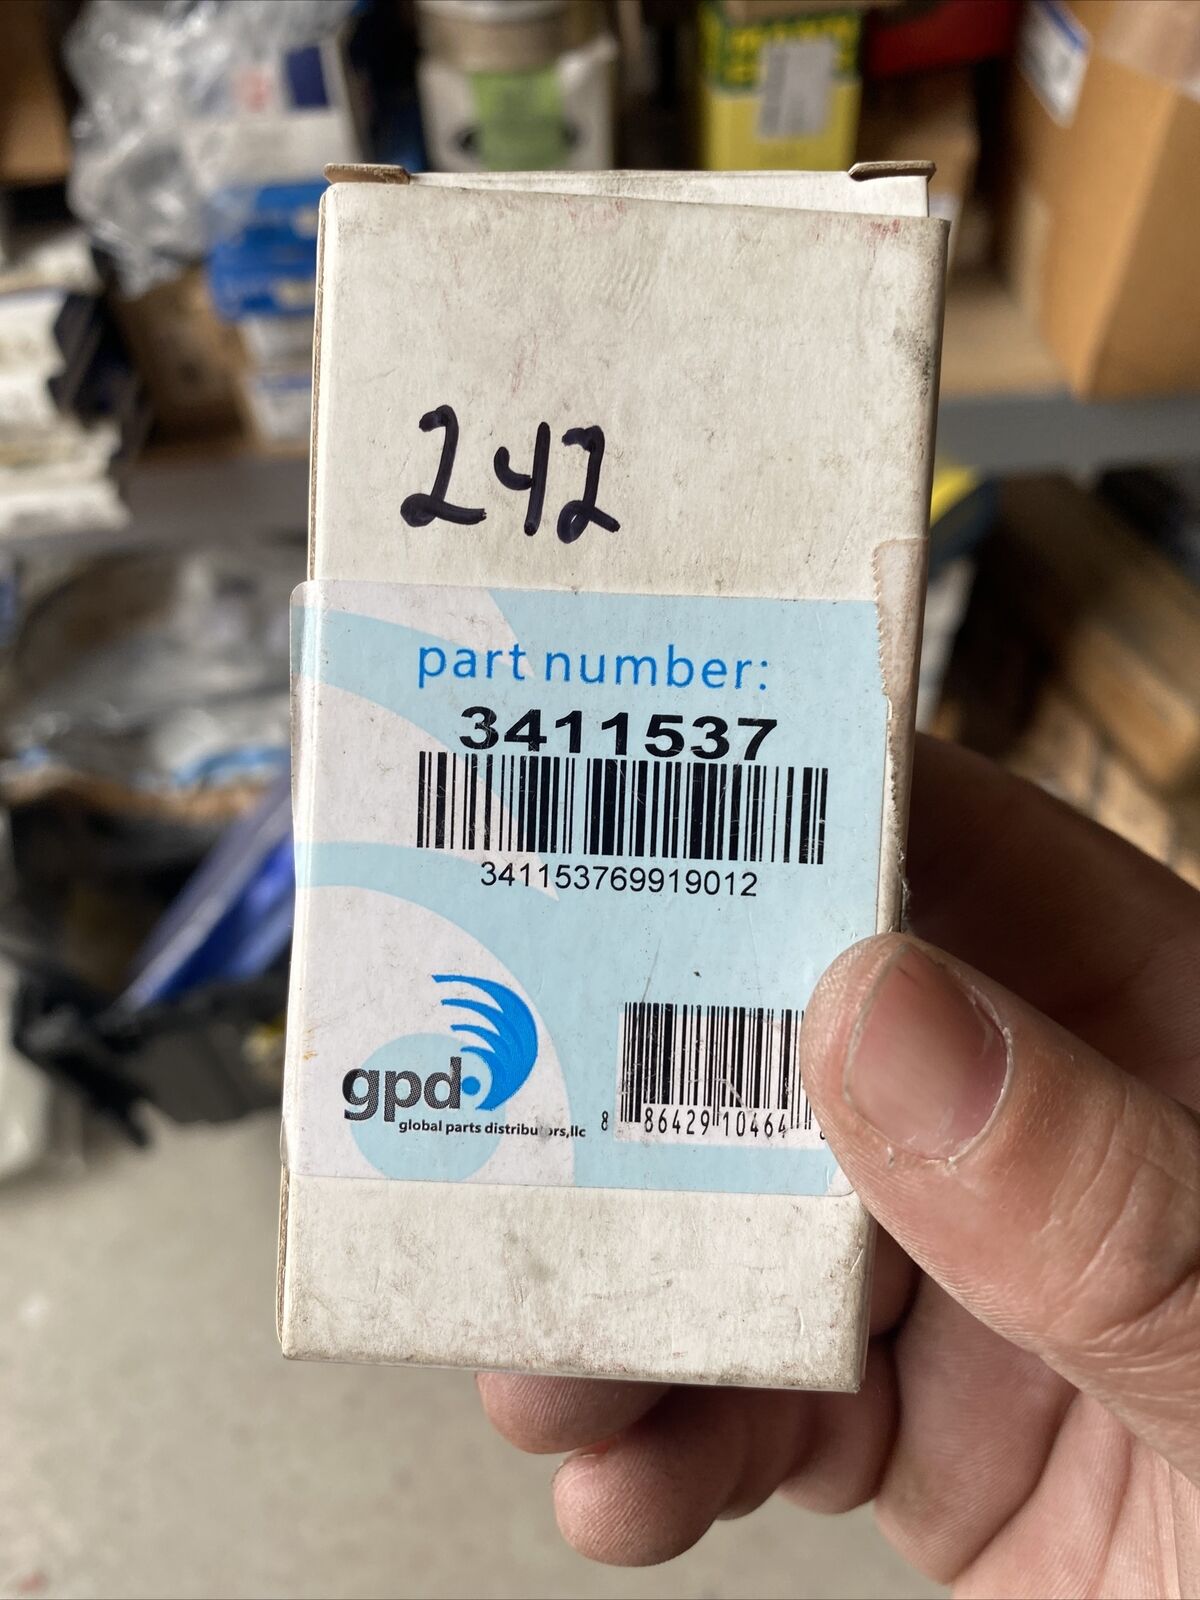 242
part number:
3411537
341153769919012
gpd
global parts distributors,llc
8 86429 10464